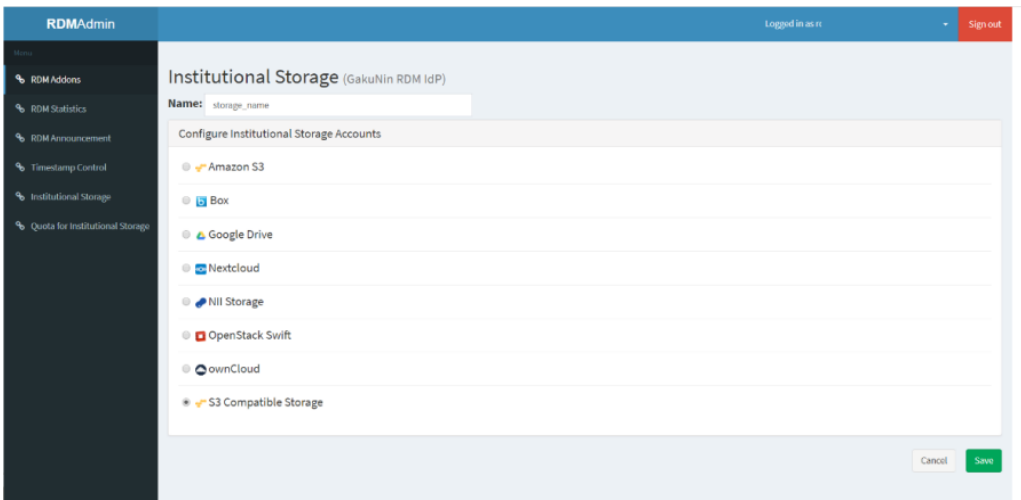 RDMAdmin
Logged in as rc
Sign out
Menu
RDM Addons
RDM Statistics
RDM Announcement
Timestamp Control
Institutional Storage
Quota for Institutional Storage
Institutional Storage (GakuNin RDM IdP)
Name: storage_name
Configure Institutional Storage Accounts
Amazon S3
Box
Google Drive
Nextcloud
NII Storage
OpenStack Swift
ownCloud
S3 Compatible Storage
Cancel
Save